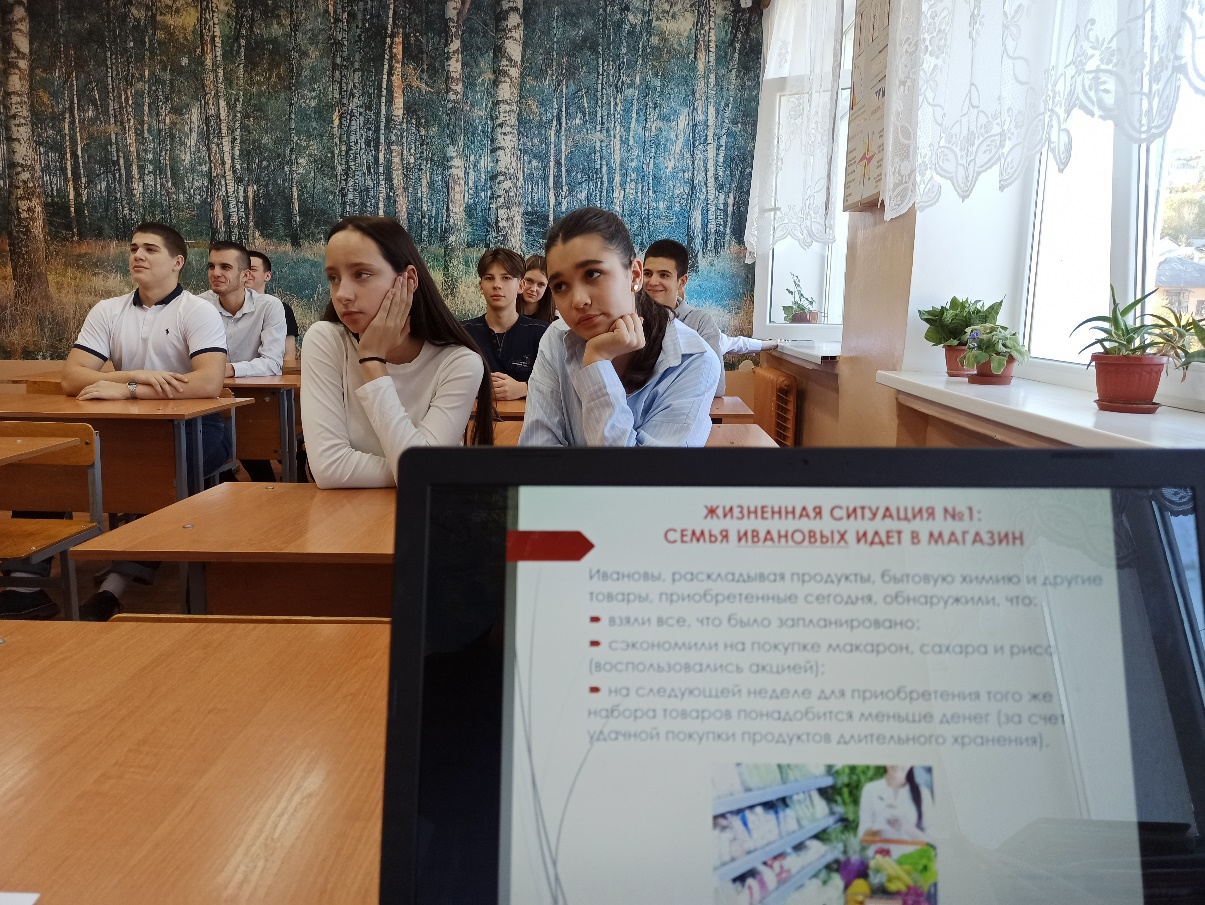 ЖИЗНЕННАЯ СИТУАЦИЯ №1:
СЕМЬЯ ИВАНОВЫХ ИДЕТ В МАГАЗИН
Ивановы, раскладывая продукты, бытовую химию и другие
товары, приобретенные сегодня, обнаружили, что:
взяли все, что было запланировано;
сэкономили на покупке макарон, сахара и риса
(воспользовались акцией);
на следующей неделе для приобретения того же
набора товаров понадобится меньше денег (за счет
удачной покупки продуктов длительного хранения).